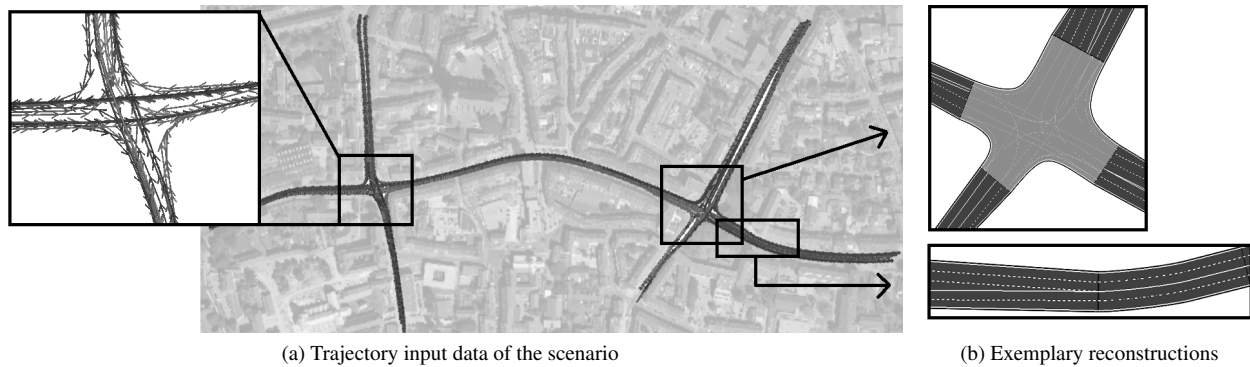 (a) Trajectory input data of the scenario
(b) Exemplary reconstructions